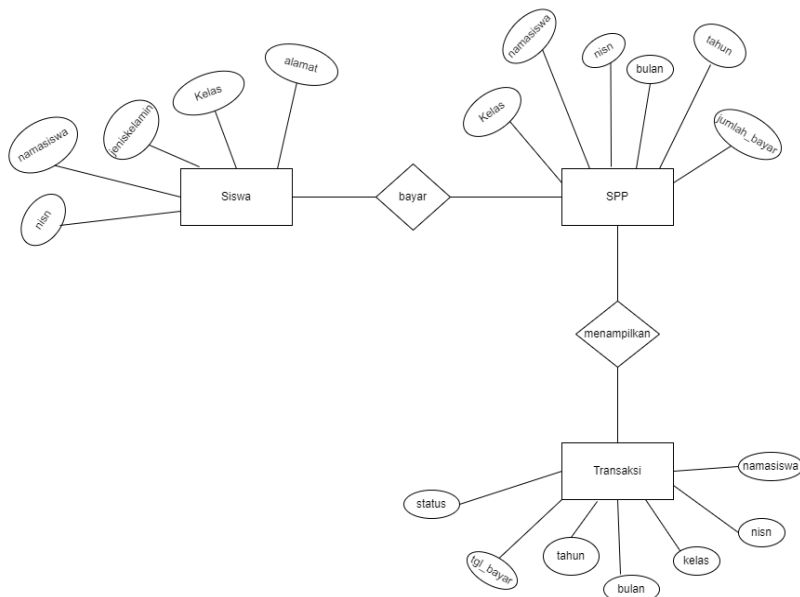 namasiswa
jeniskelamin
Kelas
alamat
nisn
Siswa
bayar
Kelas
namasiswa
nisn
bulan
tahun
jumlah_bayar
SPP
menampilkan
Transaksi
status
tgl_bayar
tahun
bulan
kelas
nisn
namasiswa